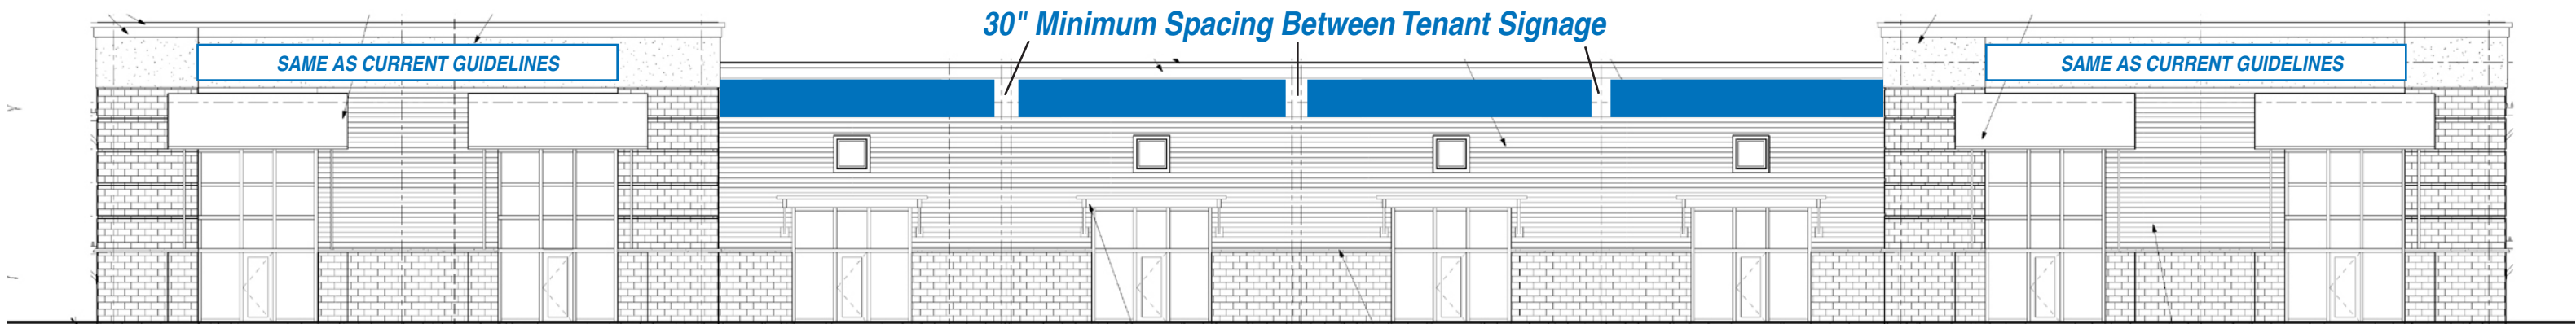 30" Minimum Spacing Between Tenant Signage
SAME AS CURRENT GUIDELINES
SAME AS CURRENT GUIDELINES